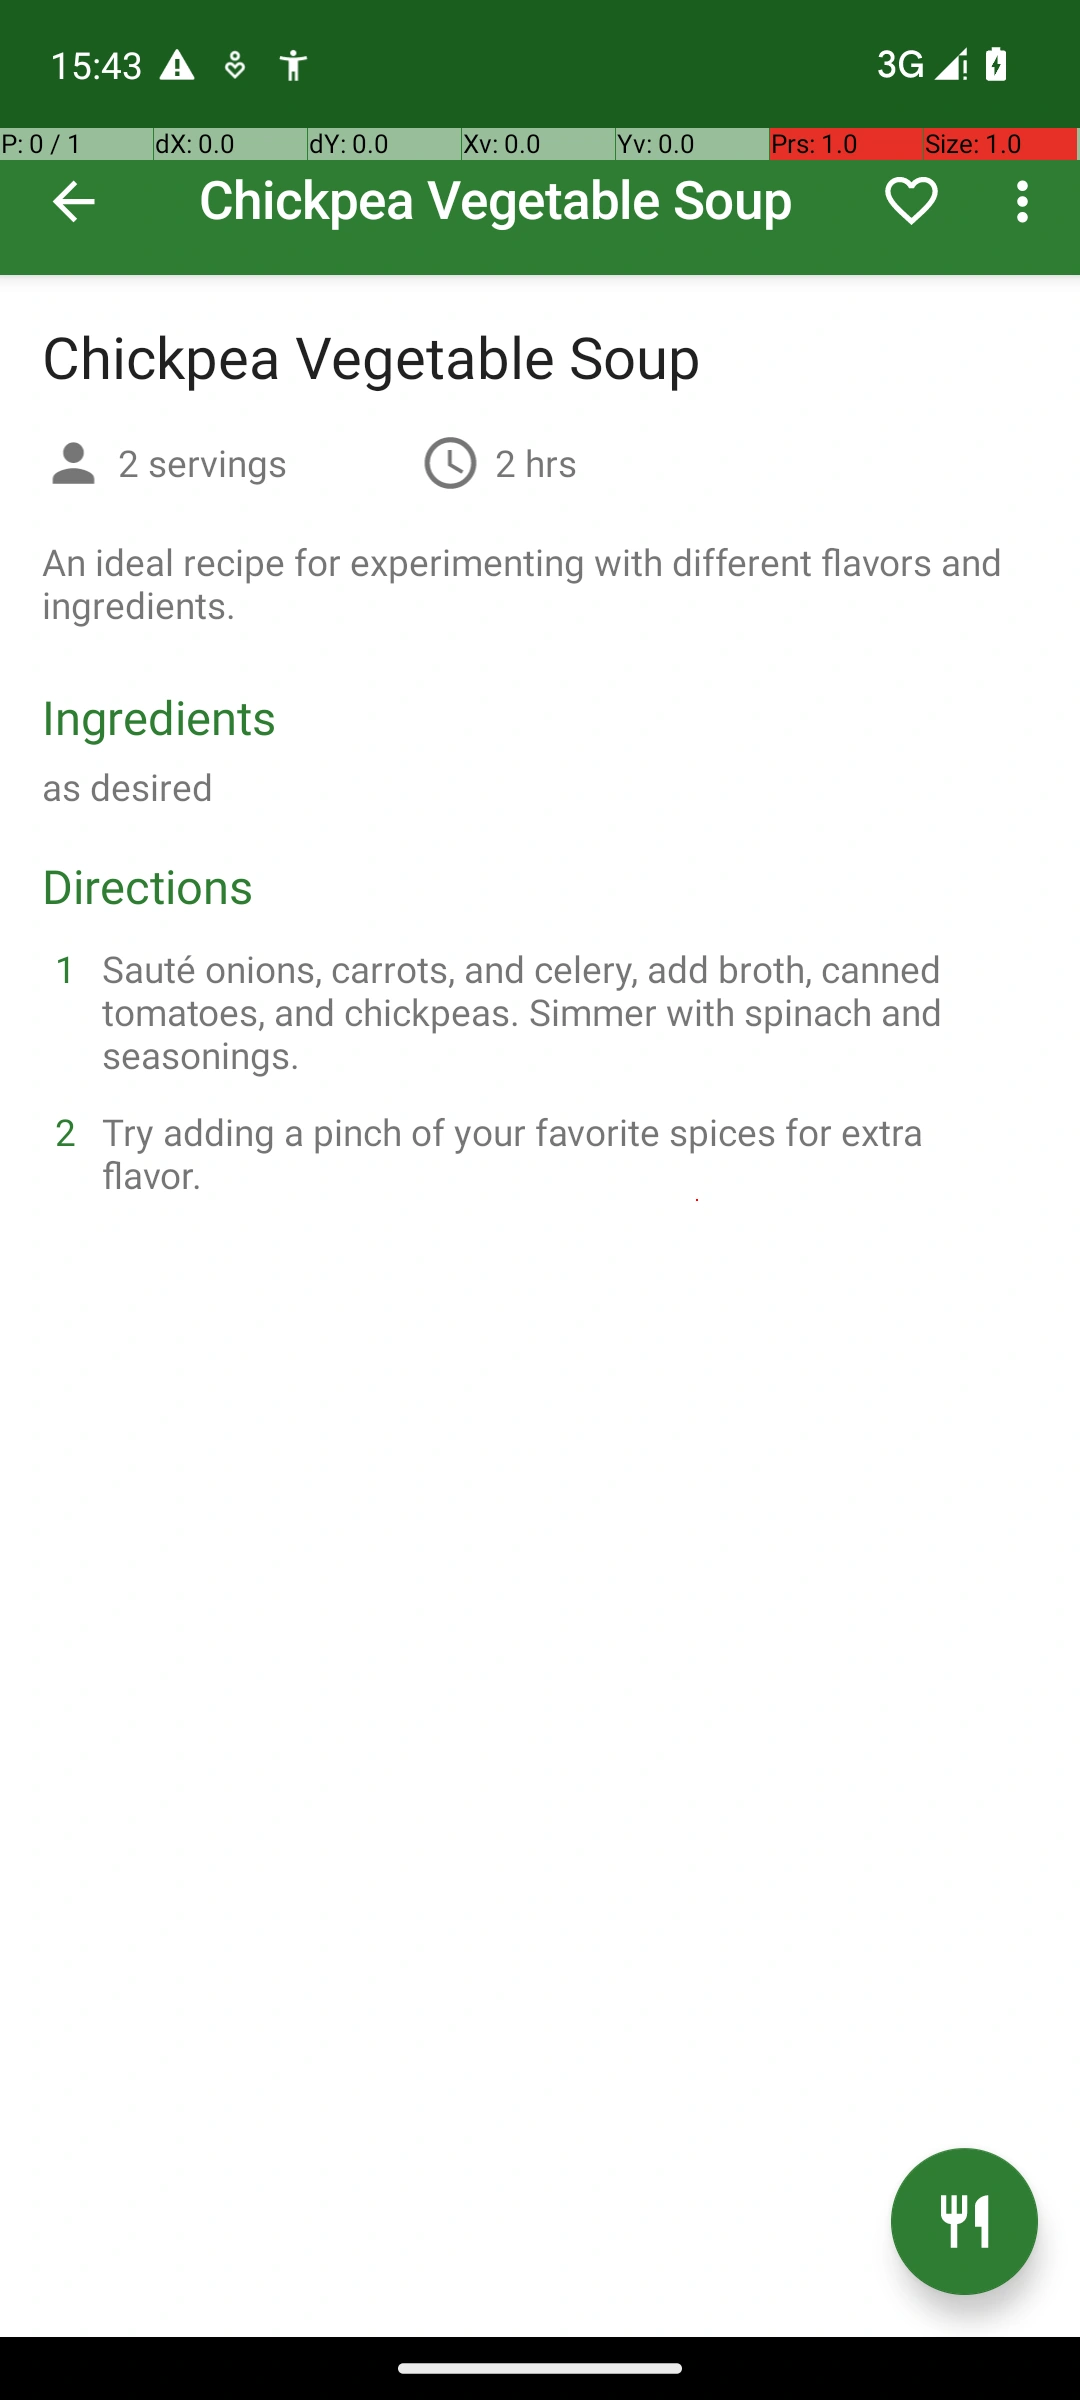 15:43
3G
P: 0 / 1
dX: 0.0
dY: 0.0
Xv: 0.0
Yv: 0.0
Prs: 1.0
Size: 1.0
Chickpea Vegetable Soup
Chickpea Vegetable Soup
2 servings
2 hrs
An ideal recipe for experimenting with different flavors and
ingredients.
Ingredients
as desired
Directions
1 Sauté onions, carrots, and celery, add broth, canned
tomatoes, and chickpeas. Simmer with spinach and
seasonings.
2 Try adding a pinch of your favorite spices for extra
flavor.